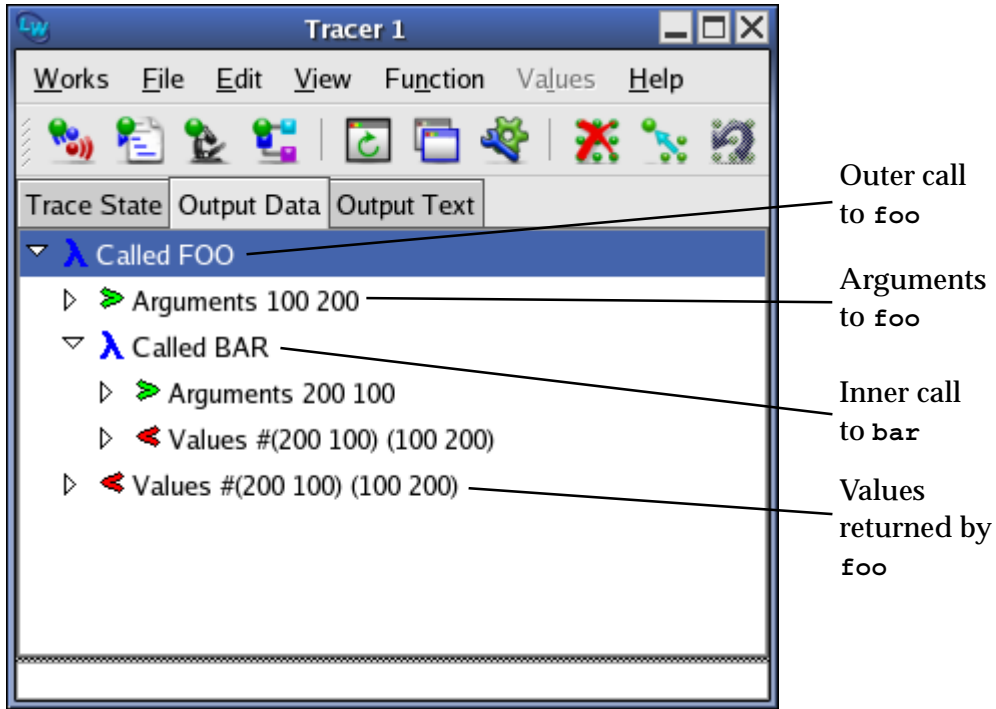 LW
Tracer 1
Works File Edit View Function Values Help
Trace State Output Data Output Text
λ Called FOO
Arguments 100 200
λ Called BAR
Arguments 200 100
Values #(200 100) (100 200)
Values #(200 100) (100 200)
Outer call
to foo
Arguments
to foo
Inner call
to bar
Values
returned by
foo